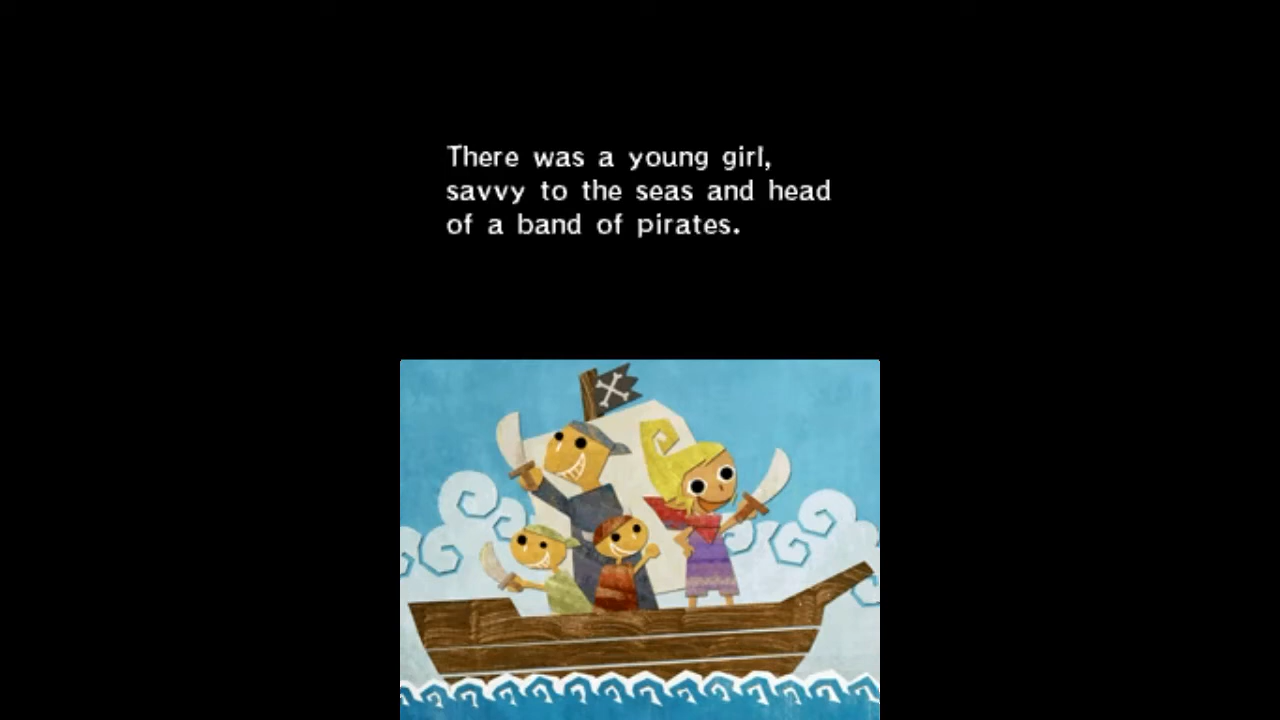 There was a young girl,
savvy to the seas and head
of a band of pirates.